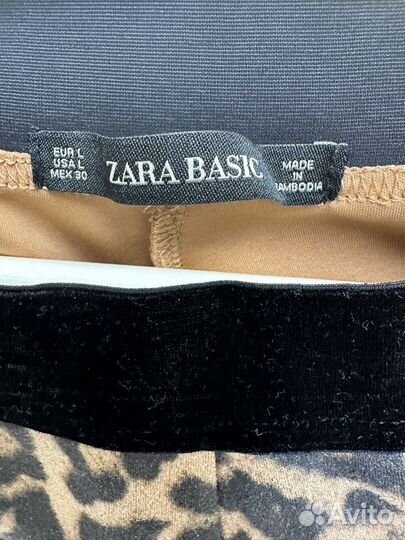 EUR L
USA L
MEX 30
ZARA BASIC
MADE
IN
CAMBODIA
Avito